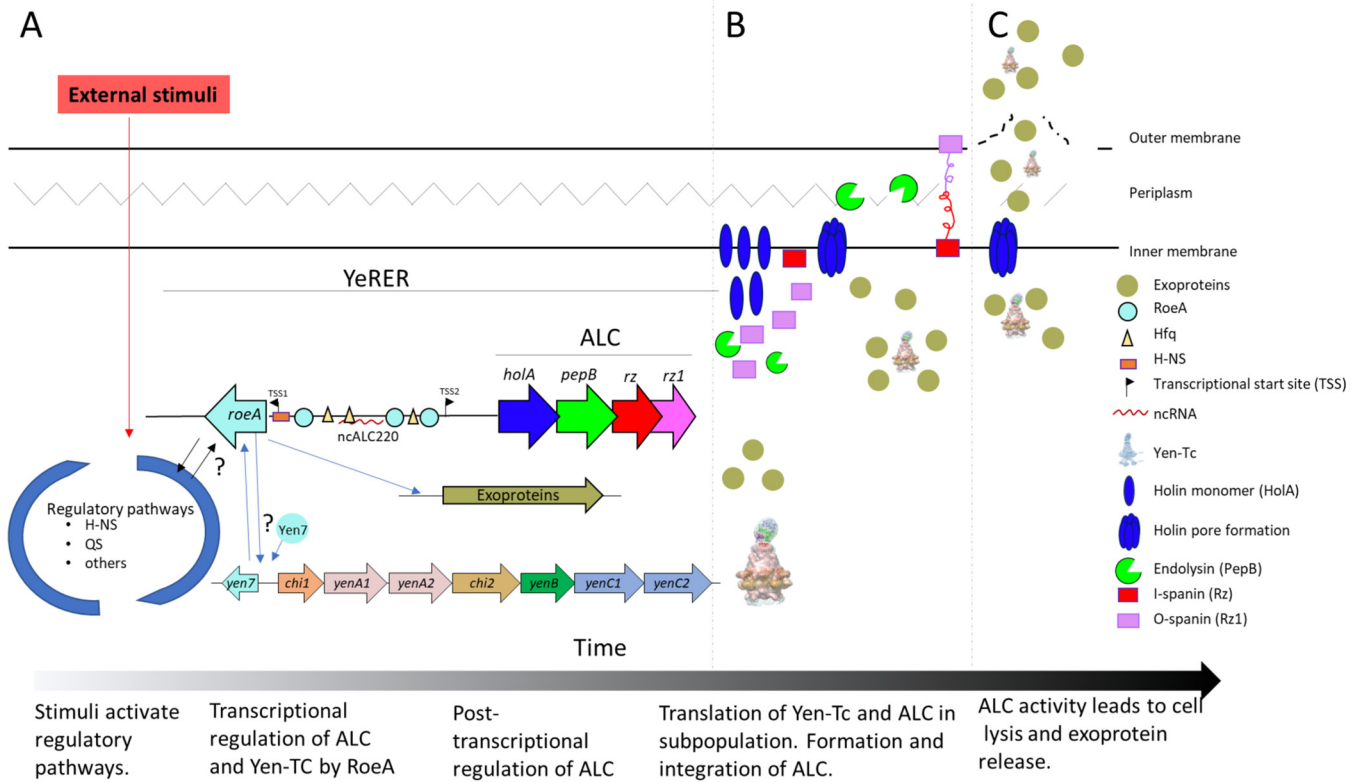 A
B
C
External stimuli
Outer membrane
Periplasm
Inner membrane
YeRER
ALC
holA
pepB
rz
rz1
TSS1
TSS2
roeA
ncALC220
?
Regulatory pathways
• H-NS
• QS
• others
Exoproteins
?
Yen7
yen7
chi1
yenA1
yenA2
chi2
yenB
yenC1
yenC2
Exoproteins
RoeA
Hfq
H-NS
Transcriptional start site (TSS)
ncRNA
Yen-Tc
Holin monomer (HolA)
Holin pore formation
Endolysin (PepB)
I-spanin (Rz)
O-spanin (Rz1)
Time
Stimuli activate
regulatory
pathways.
Transcriptional
regulation of ALC
and Yen-TC by RoeA
Post-
transcriptional
regulation of ALC
Translation of Yen-Tc and ALC in
subpopulation. Formation and
integration of ALC.
ALC activity leads to cell
lysis and exoprotein
release.